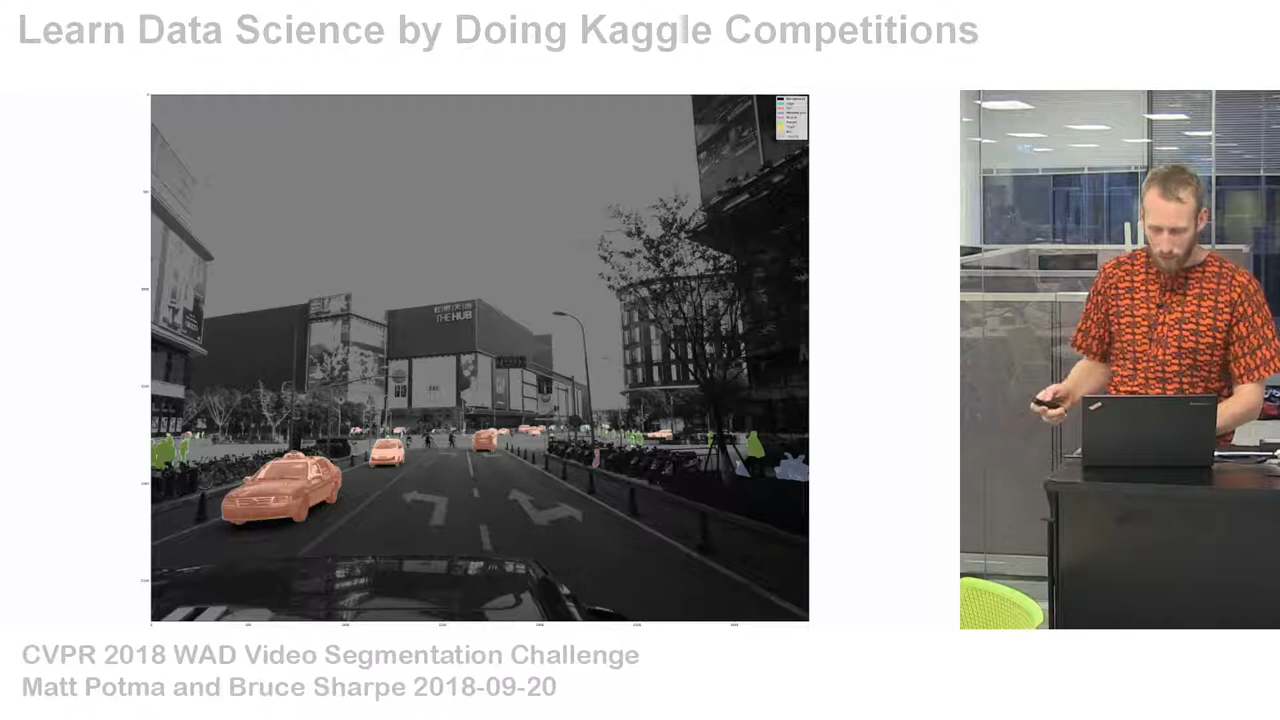 Learn Data Science by Doing Kaggle Competitions
THE HUB
CVPR 2018 WAD Video Segmentation Challenge
Matt Potma and Bruce Sharpe 2018-09-20